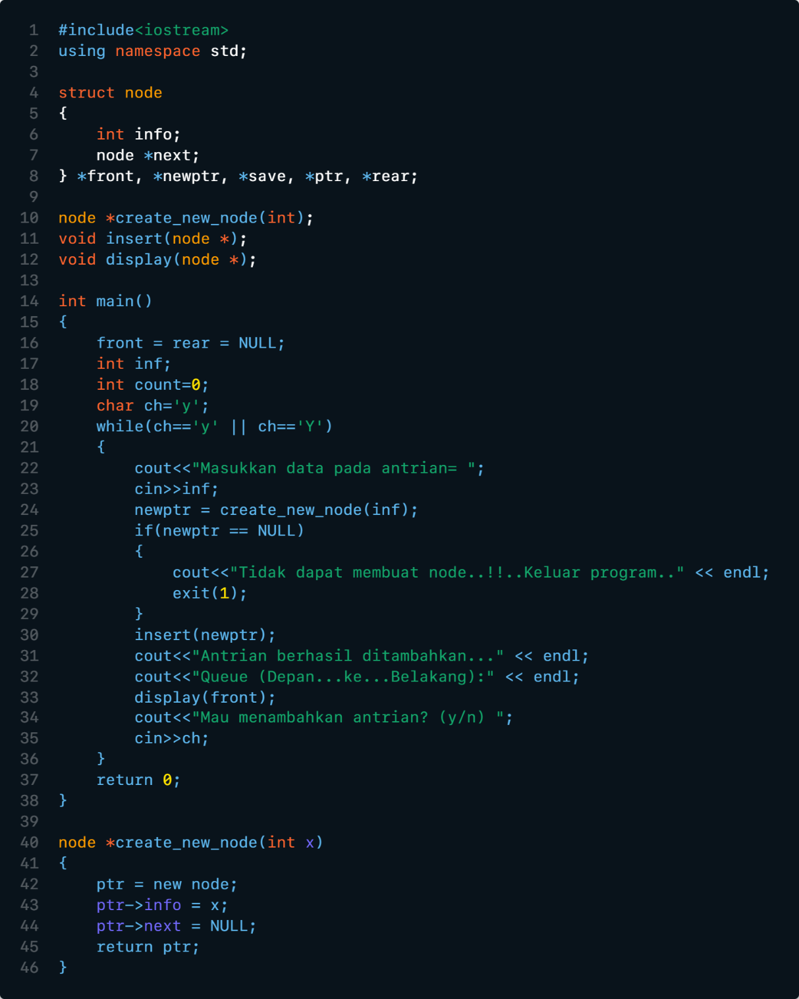 1 #include<iostream>
2 using namespace std;
3
4 struct node
5 {
6     int info;
7     node *next;
8 } *front, *newptr, *save, *ptr, *rear;
9
10 node *create_new_node(int);
11 void insert(node *);
12 void display(node *);
13
14 int main()
15 {
16     front = rear = NULL;
17     int inf;
18     int count=0;
19     char ch='y';
20     while(ch=='y' || ch=='Y')
21     {
22         cout<<"Masukkan data pada antrian= ";
23         cin>>inf;
24         newptr = create_new_node(inf);
25         if(newptr == NULL)
26         {
27             cout<<"Tidak dapat membuat node..!!..Keluar program.." << endl;
28             exit(1);
29         }
30         insert(newptr);
31         cout<<"Antrian berhasil ditambahkan..." << endl;
32         cout<<"Queue (Depan...ke...Belakang):" << endl;
33         display(front);
34         cout<<"Mau menambahkan antrian? (y/n) ";
35         cin>>ch;
36     }
37     return 0;
38 }
39
40 node *create_new_node(int x)
41 {
42     ptr = new node;
43     ptr->info = x;
44     ptr->next = NULL;
45     return ptr;
46 }